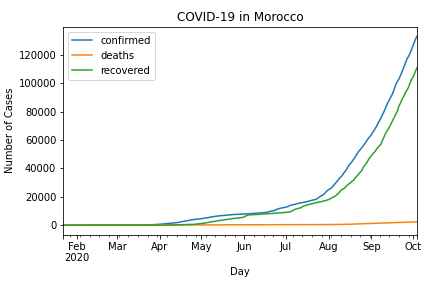 COVID-19 in Morocco
confirmed
deaths
recovered
120000
100000
80000
60000
40000
20000
0
Number of Cases
Feb Mar Apr May Jun Jul Aug Sep Oct
2020
Day